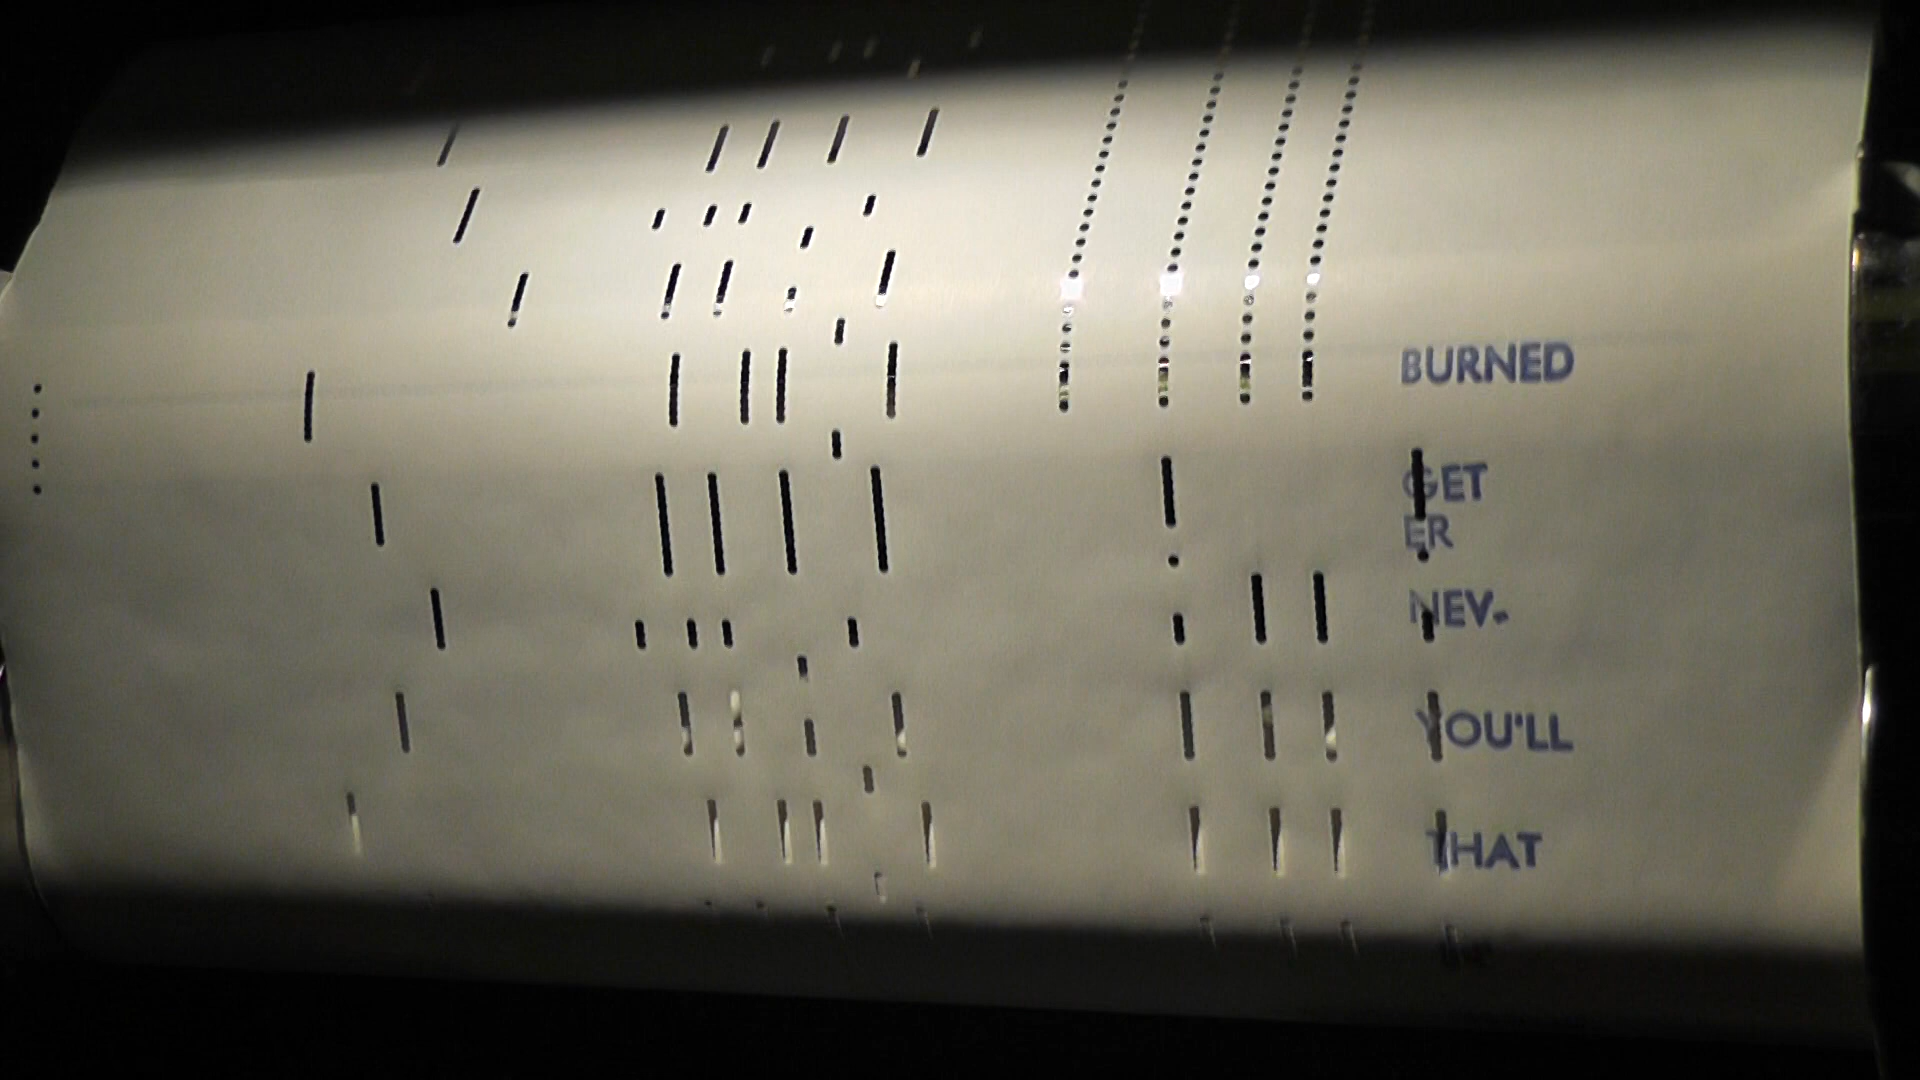 BURNED
GET
ER
NEV-
YOU'LL
THAT